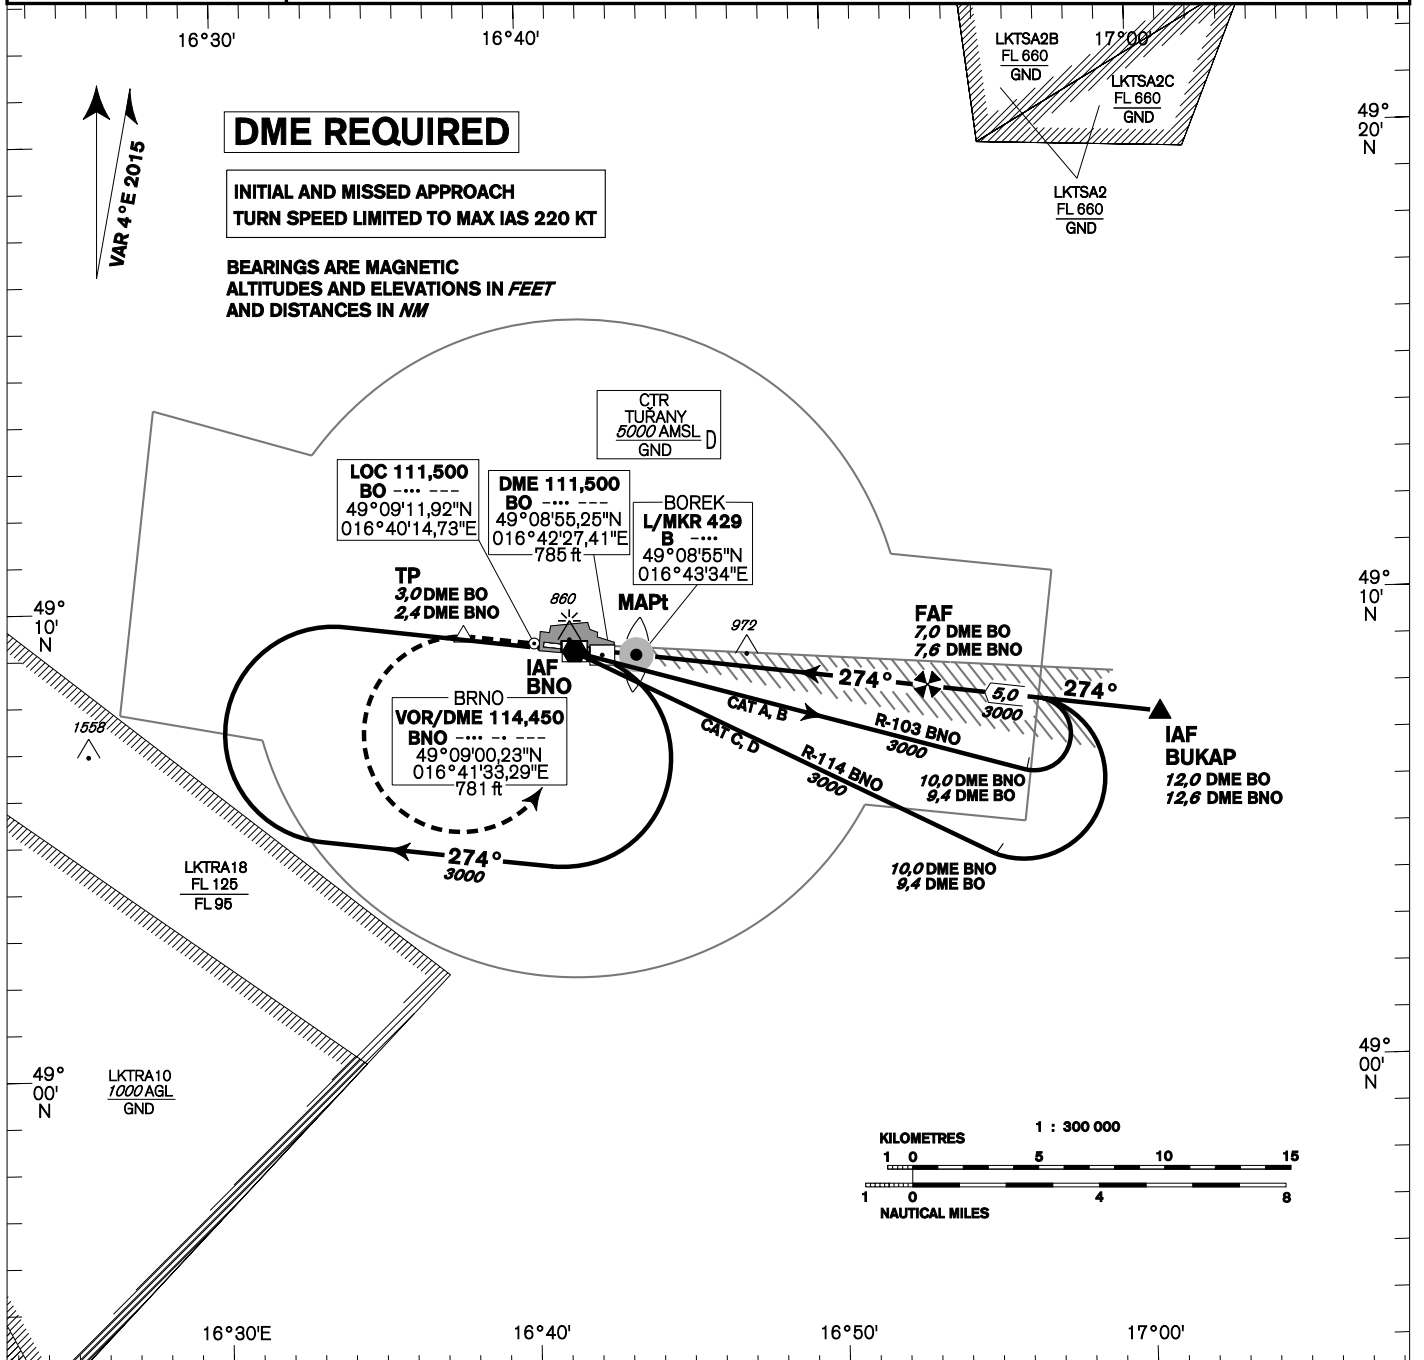 16°30'
16°40'
17°00'
LKTSA2B
FL 660
GND
LKTSA2C
FL 660
GND
LKTSA2
FL 660
GND
49°
20'
N
VAR 4°E 2015
DME REQUIRED
INITIAL AND MISSED APPROACH
TURN SPEED LIMITED TO MAX IAS 220 KT
BEARINGS ARE MAGNETIC
ALTITUDES AND ELEVATIONS IN FEET
AND DISTANCES IN NM
CTR
TUŘANY
5000 AMSL
GND
D
LOC 111,500
BO –··· –––
49°09'11,92"N
016°40'14,73"E
DME 111,500
BO –··· –––
49°08'55,25"N
016°42'27,41"E
785 ft
BOREK
L/MKR 429
B –···
49°08'55"N
016°43'34"E
TP
3,0 DME BO
2,4 DME BNO
860
MAPt
972
FAF
7,0 DME BO
7,6 DME BNO
49°
10'
N
49°
10'
N
IAF
BNO
274°
5,0
3000
274°
IAF
BUKAP
12,0 DME BO
12,6 DME BNO
BRNO
VOR/DME 114,450
BNO –··· –· –––
49°09'00,23"N
016°41'33,29"E
781 ft
CAT A, B
R-103 BNO
3000
CAT C, D
R-114 BNO
3000
10,0 DME BNO
9,4 DME BO
10,0 DME BNO
9,4 DME BO
1558
274°
3000
LKTRA18
FL 125
FL 95
LKTRA10
1000 AGL
GND
49°
00'
N
49°
00'
N
1 : 300 000
KILOMETRES
1 0 5 10 15
1 0 4 8
NAUTICAL MILES
16°30'E
16°40'
16°50'
17°00'